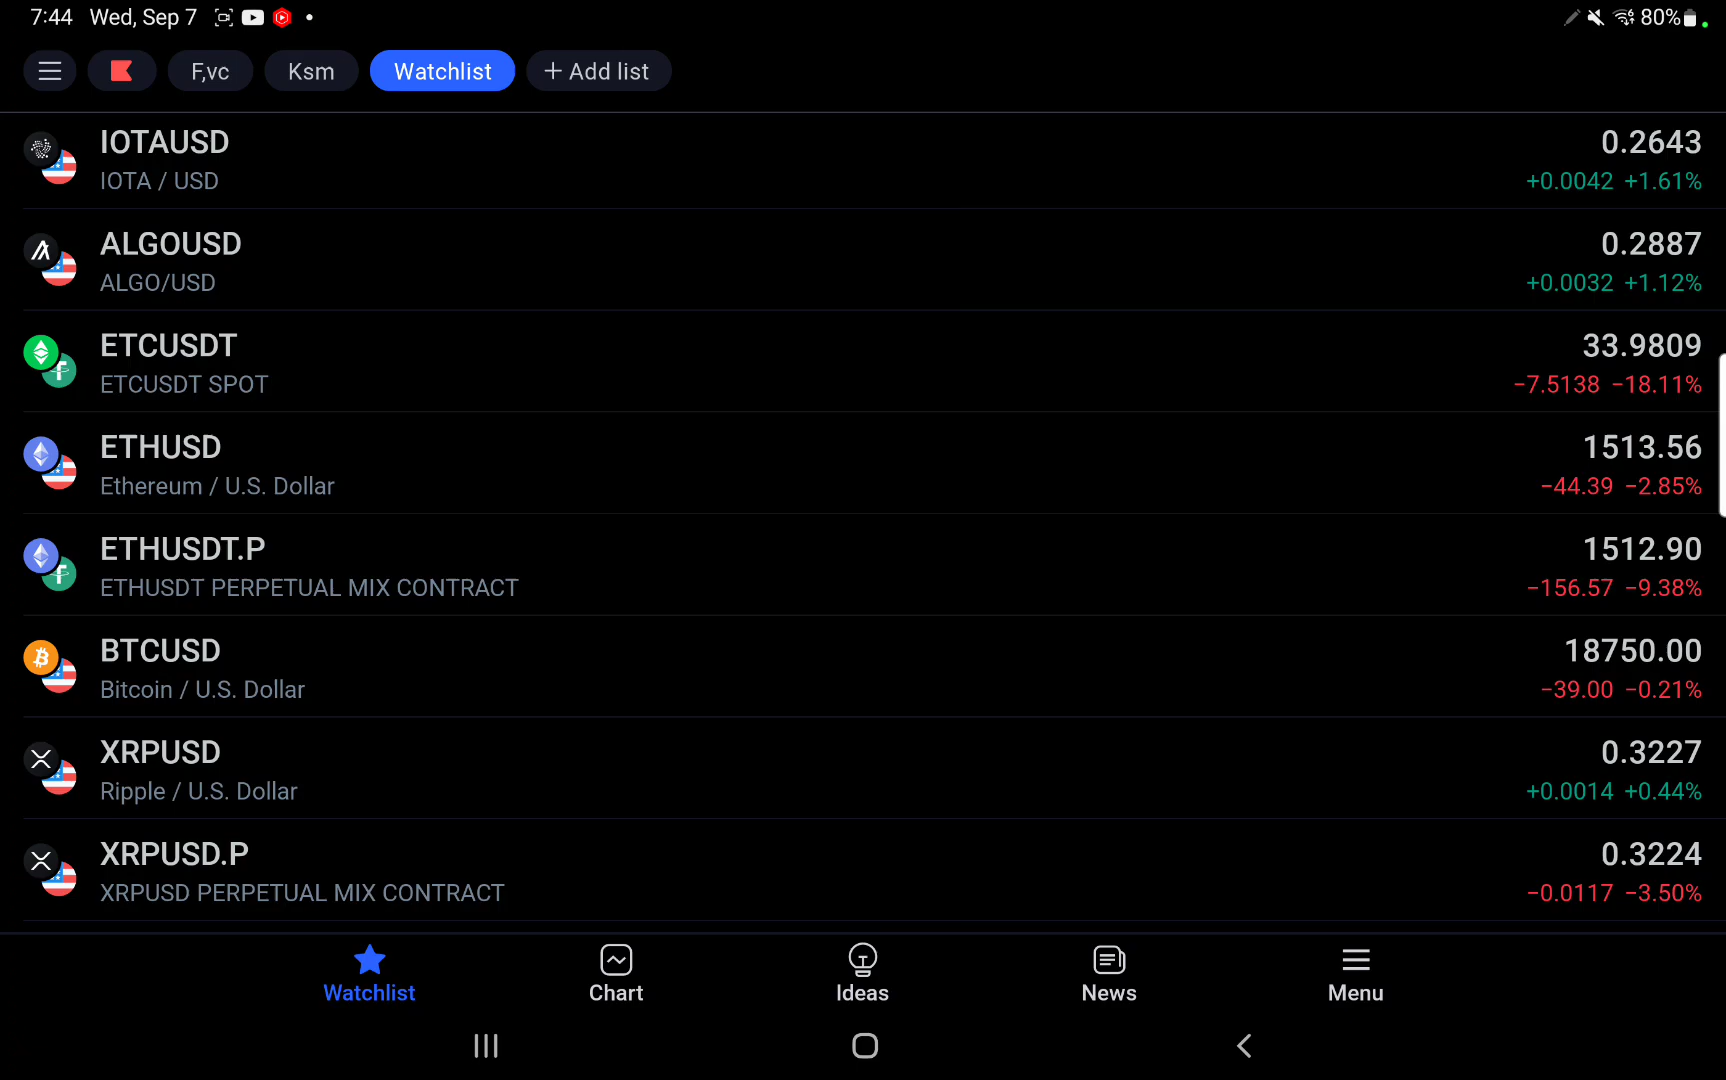 7:44 Wed, Sep 7 80%
F,vc Ksm Watchlist + Add list
IOTAUSD 0.2643
IOTA / USD +0.0042 +1.61%
ALGOUSD 0.2887
ALGO/USD +0.0032 +1.12%
ETCUSDT 33.9809
ETCUSDT SPOT −7.5138 −18.11%
ETHUSD 1513.56
Ethereum / U.S. Dollar −44.39 −2.85%
ETHUSDT.P 1512.90
ETHUSDT PERPETUAL MIX CONTRACT −156.57 −9.38%
BTCUSD 18750.00
Bitcoin / U.S. Dollar −39.00 −0.21%
XRPUSD 0.3227
Ripple / U.S. Dollar +0.0014 +0.44%
XRPUSD.P 0.3224
XRPUSD PERPETUAL MIX CONTRACT −0.0117 −3.50%
Watchlist Chart Ideas News Menu